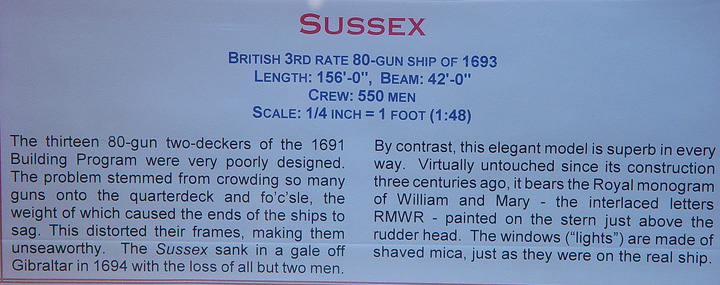 SUSSEX
BRITISH 3RD RATE 80-GUN SHIP OF 1693
LENGTH: 156'-0", BEAM: 42'-0"
CREW: 550 MEN
SCALE: 1/4 INCH = 1 FOOT (1:48)
The thirteen 80-gun two-deckers of the 1691
Building Program were very poorly designed.
The problem stemmed from crowding so many
guns onto the quarterdeck and fo'c'sle, the
weight of which caused the ends of the ships to
sag. This distorted their frames, making them
unseaworthy. The Sussex sank in a gale off
Gibraltar in 1694 with the loss of all but two men.
By contrast, this elegant model is superb in every
way. Virtually untouched since its construction
three centuries ago, it bears the Royal monogram
of William and Mary - the interlaced letters
RMWR - painted on the stern just above the
rudder head. The windows ("lights") are made of
shaved mica, just as they were on the real ship.